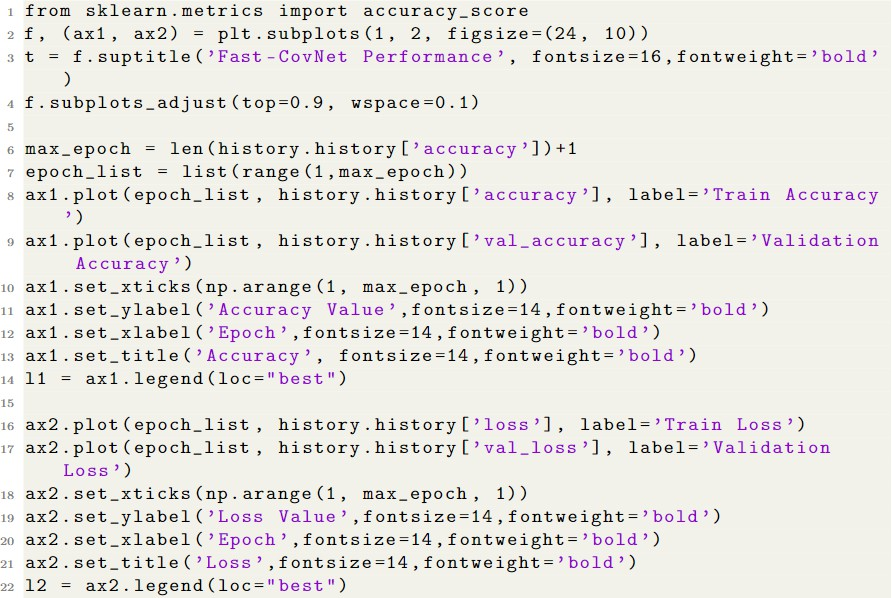 1 from sklearn.metrics import accuracy_score
2 f, (ax1, ax2) = plt.subplots(1, 2, figsize=(24, 10))
3 t = f.suptitle('Fast-CovNet Performance', fontsize=16,fontweight='bold'
)
4 f.subplots_adjust(top=0.9, wspace=0.1)
5
6 max_epoch = len(history.history['accuracy'])+1
7 epoch_list = list(range(1,max_epoch))
8 ax1.plot(epoch_list, history.history['accuracy'], label='Train Accuracy
')
9 ax1.plot(epoch_list, history.history['val_accuracy'], label='Validation
Accuracy')
10 ax1.set_xticks(np.arange(1, max_epoch, 1))
11 ax1.set_ylabel('Accuracy Value',fontsize=14,fontweight='bold')
12 ax1.set_xlabel('Epoch',fontsize=14,fontweight='bold')
13 ax1.set_title('Accuracy', fontsize=14,fontweight='bold')
14 l1 = ax1.legend(loc="best")
15
16 ax2.plot(epoch_list, history.history['loss'], label='Train Loss')
17 ax2.plot(epoch_list, history.history['val_loss'], label='Validation
Loss')
18 ax2.set_xticks(np.arange(1, max_epoch, 1))
19 ax2.set_ylabel('Loss Value',fontsize=14,fontweight='bold')
20 ax2.set_xlabel('Epoch',fontsize=14,fontweight='bold')
21 ax2.set_title('Loss',fontsize=14,fontweight='bold')
22 l2 = ax2.legend(loc="best")